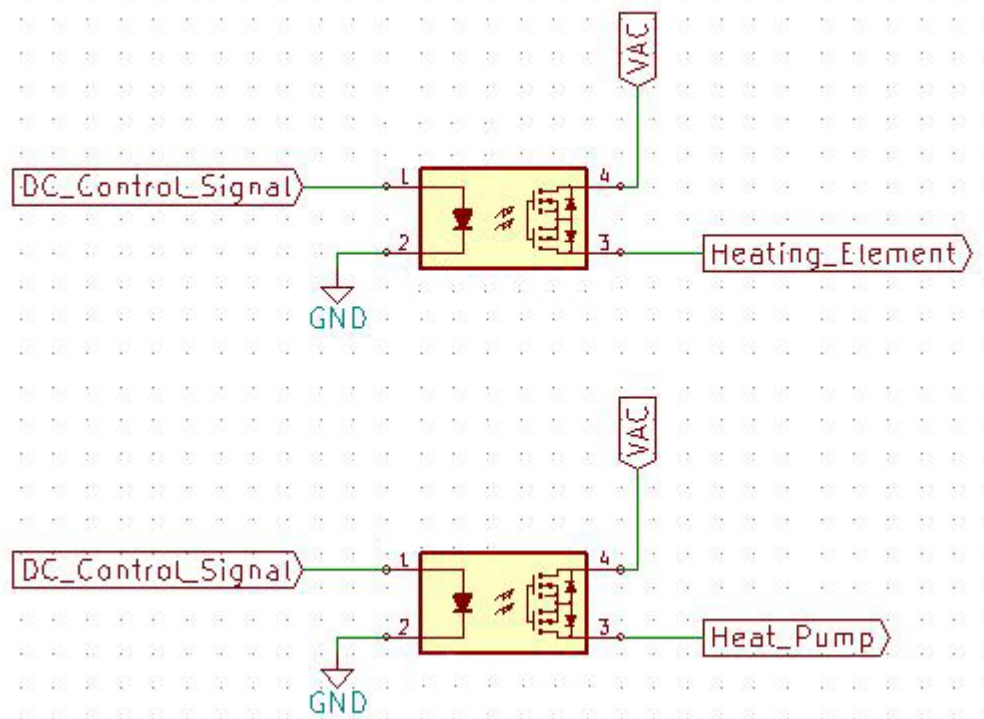 VAC
DC_Control_Signal
1
4
2
3
Heating_Element
GND
VAC
DC_Control_Signal
1
4
2
3
Heat_Pump
GND